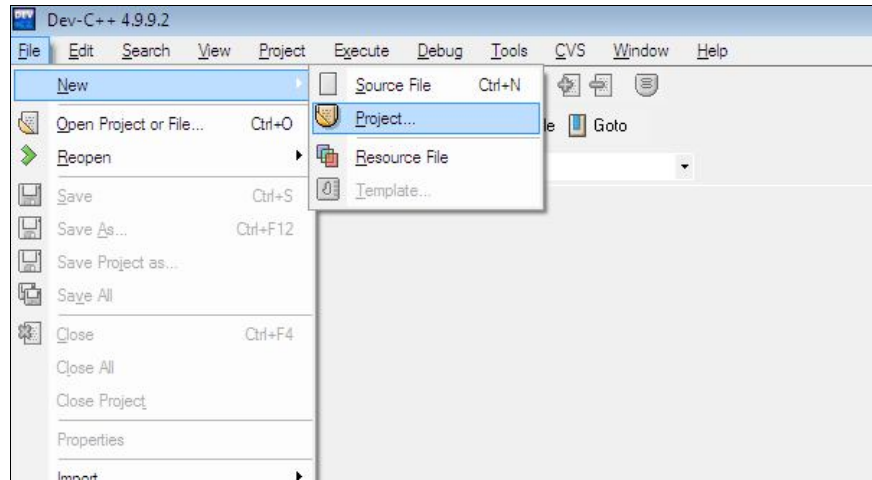 Dev-C++ 4.9.9.2
File Edit Search View Project Execute Debug Tools CVS Window Help
New
Source File Ctrl+N
Project...
Resource File
Template...
Goto
Open Project or File... Ctrl+O
Reopen
Save Ctrl+S
Save As... Ctrl+F12
Save Project as...
Save All
Close Ctrl+F4
Close All
Close Project
Properties
Import